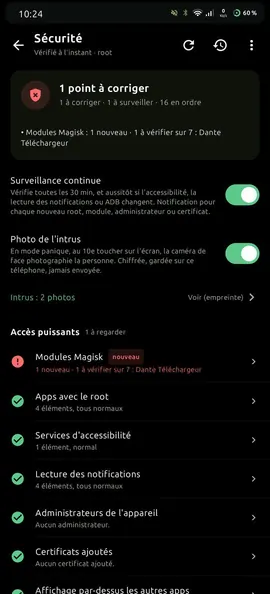 10:24
60 %
Sécurité
Vérifié à l'instant · root
1 point à corriger
1 à corriger · 1 à surveiller · 16 en ordre
• Modules Magisk : 1 nouveau · 1 à vérifier sur 7 : Dante
Téléchargeur
Surveillance continue
Vérifie toutes les 30 min, et aussitôt si l'accessibilité, la
lecture des notifications ou ADB changent. Notification pour
chaque nouveau root, module, administrateur ou certificat.
Photo de l'intrus
En mode panique, au 10e toucher sur l'écran, la caméra de
face photographie la personne. Chiffrée, gardée sur ce
téléphone, jamais envoyée.
Intrus : 2 photos
Voir (empreinte)
Accès puissants 1 à regarder
Modules Magisk nouveau
1 nouveau · 1 à vérifier sur 7 : Dante Téléchargeur
Apps avec le root
4 éléments, tous normaux
Services d'accessibilité
1 élément, normal
Lecture des notifications
4 éléments, tous normaux
Administrateurs de l'appareil
Aucun administrateur.
Certificats ajoutés
Aucun certificat ajouté.
Affichage par-dessus les autres apps